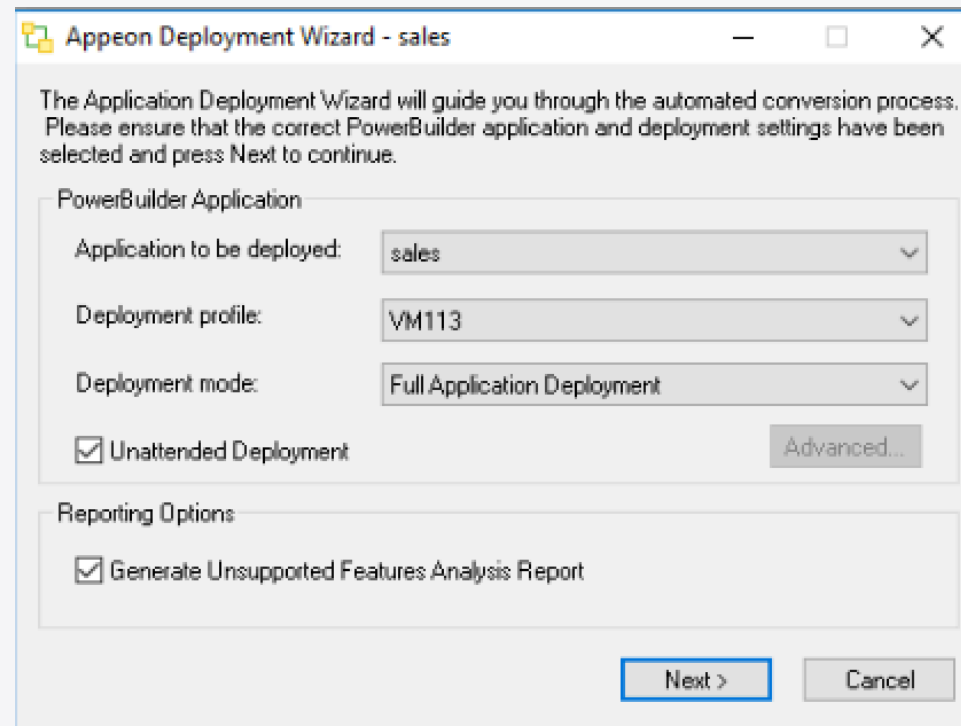 Appeon Deployment Wizard - sales
The Application Deployment Wizard will guide you through the automated conversion process.
Please ensure that the correct PowerBuilder application and deployment settings have been
selected and press Next to continue.
PowerBuilder Application
Application to be deployed: sales
Deployment profile: VM113
Deployment mode: Full Application Deployment
Unattended Deployment Advanced...
Reporting Options
Generate Unsupported Features Analysis Report
Next > Cancel